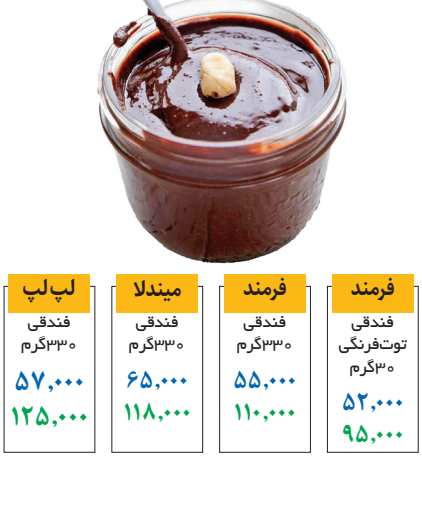 فرمند
فندقی
توت‌فرنگی
۳۰گرم
۵۲,۰۰۰
۹۵,۰۰۰
فرمند
فندقی
۳۳۰گرم
۵۵,۰۰۰
۱۱۰,۰۰۰
میندلا
فندقی
۳۳۰گرم
۶۵,۰۰۰
۱۱۸,۰۰۰
لپ‌لپ
فندقی
۳۳۰گرم
۵۷,۰۰۰
۱۲۵,۰۰۰